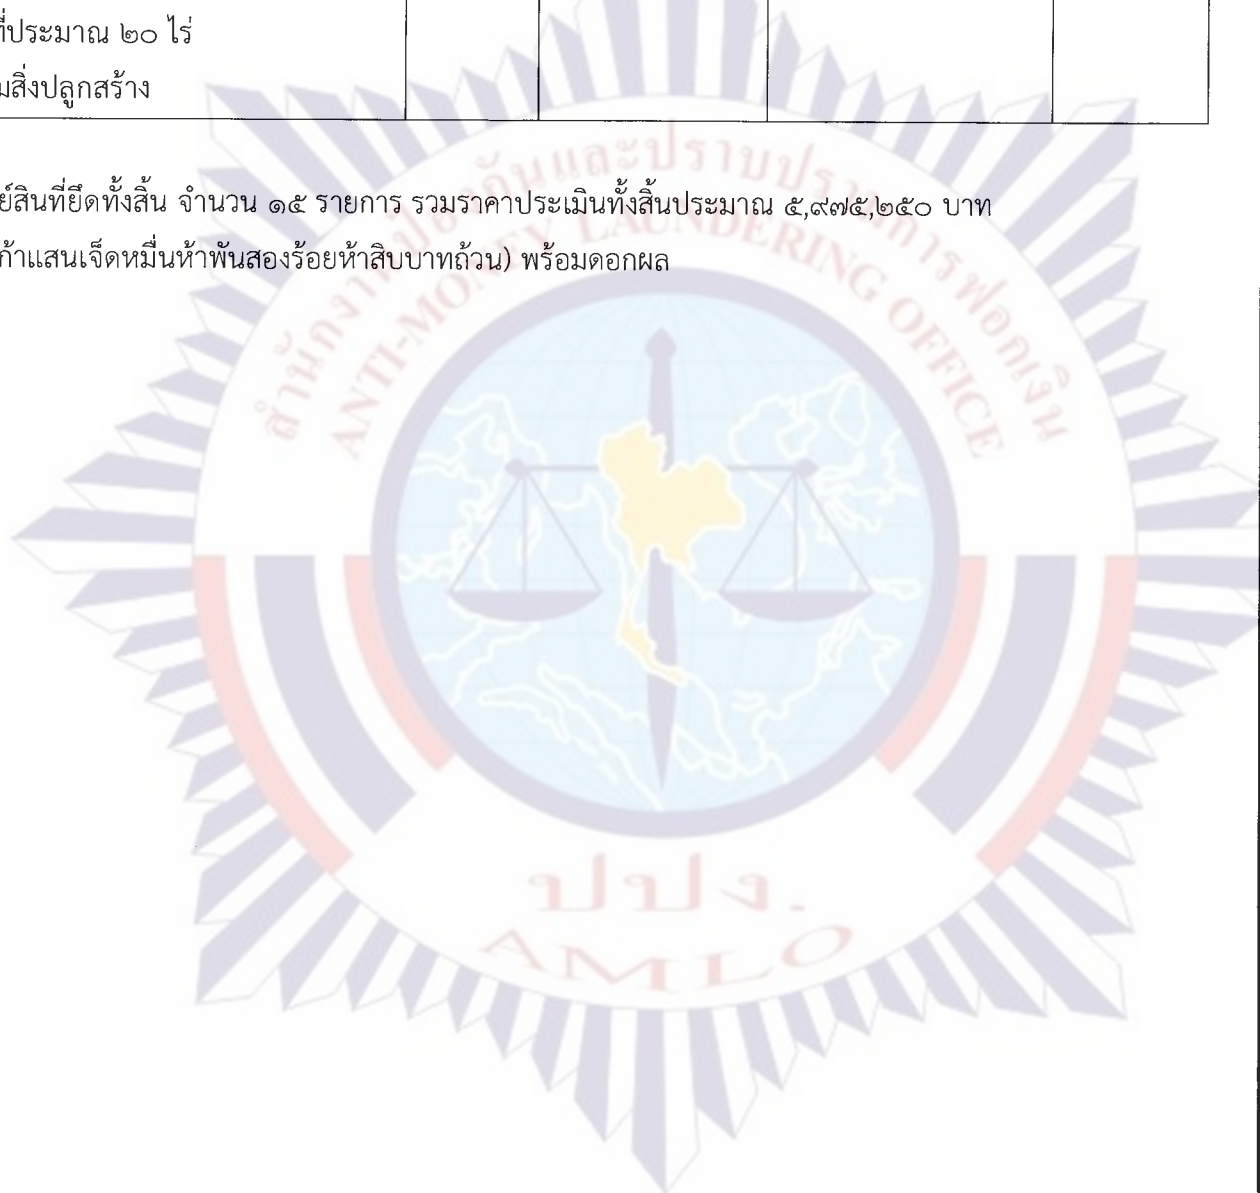 ที่ประมาณ ๒๐ ไร่
มสิ่งปลูกสร้าง
ย์สินที่ยึดทั้งสิ้น จำนวน ๑๕ รายการ รวมราคาประเมินทั้งสิ้นประมาณ ๕,๙๗๕,๒๕๐ บาท
ก้าแสนเจ็ดหมื่นห้าพันสองร้อยห้าสิบบาทถ้วน) พร้อมดอกผล
สำนักงานป้องกันและปราบปรามการฟอกเงิน
ANTI-MONEY LAUNDERING OFFICE
ปปง.
AMLO